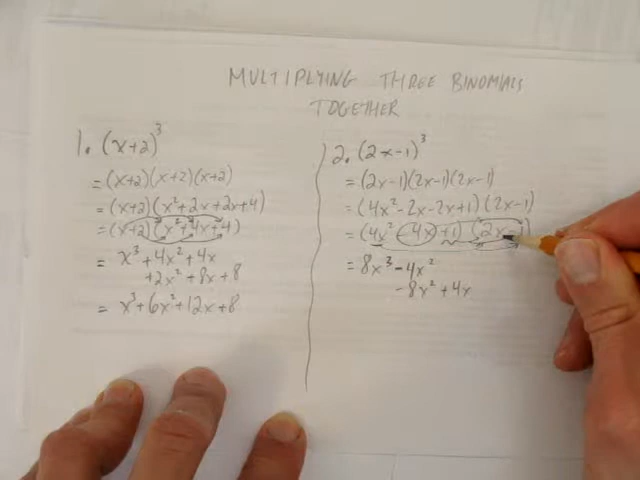 MULTIPLYING THREE BINOMIALS
TOGETHER
1. (x+2)³
= (x+2)(x+2)(x+2)
= (x+2)(x²+2x+2x+4)
= (x+2)(x²+4x+4)
= x³+4x²+4x
+2x²+8x+8
= x³+6x²+12x+8
2. (2x-1)³
= (2x-1)(2x-1)(2x-1)
= (4x²-2x-2x+1)(2x-1)
= (4x²-4x+1)(2x-1)
= 8x³-4x²
-8x²+4x